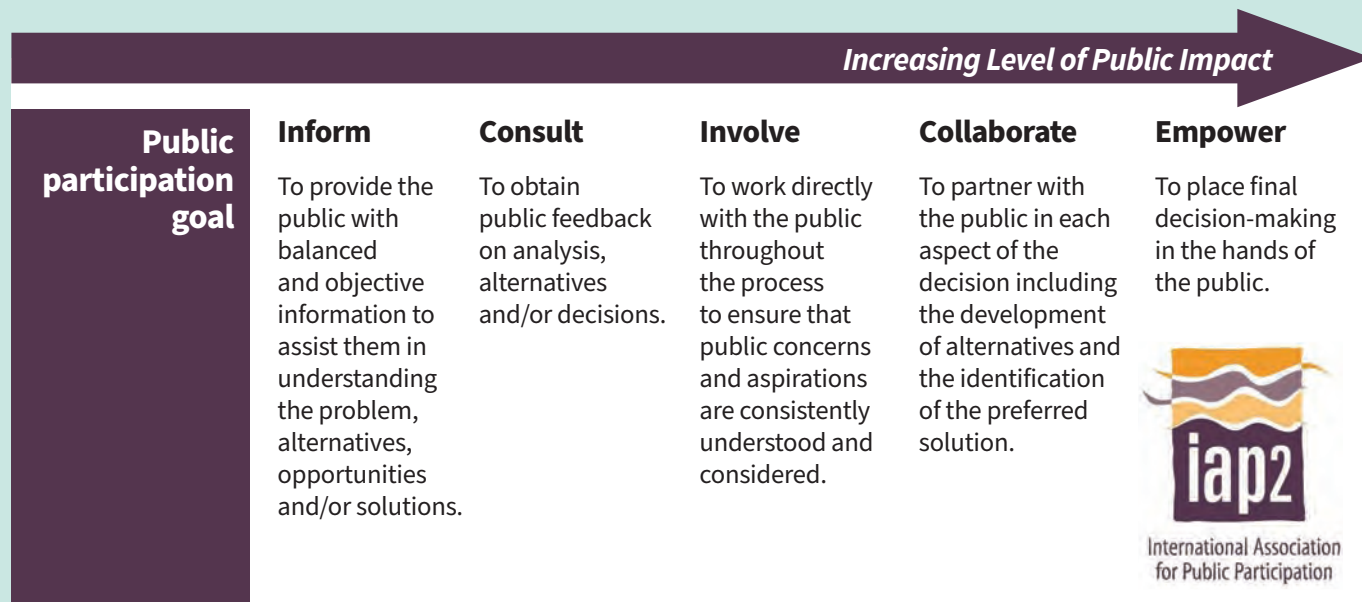 Increasing Level of Public Impact
Public
participation
goal
Inform
To provide the
public with
balanced
and objective
information to
assist them in
understanding
the problem,
alternatives,
opportunities
and/or solutions.
Consult
To obtain
public feedback
on analysis,
alternatives
and/or decisions.
Involve
To work directly
with the public
throughout
the process
to ensure that
public concerns
and aspirations
are consistently
understood and
considered.
Collaborate
To partner with
the public in each
aspect of the
decision including
the development
of alternatives and
the identification
of the preferred
solution.
Empower
To place final
decision-making
in the hands of
the public.
iap2
International Association
for Public Participation